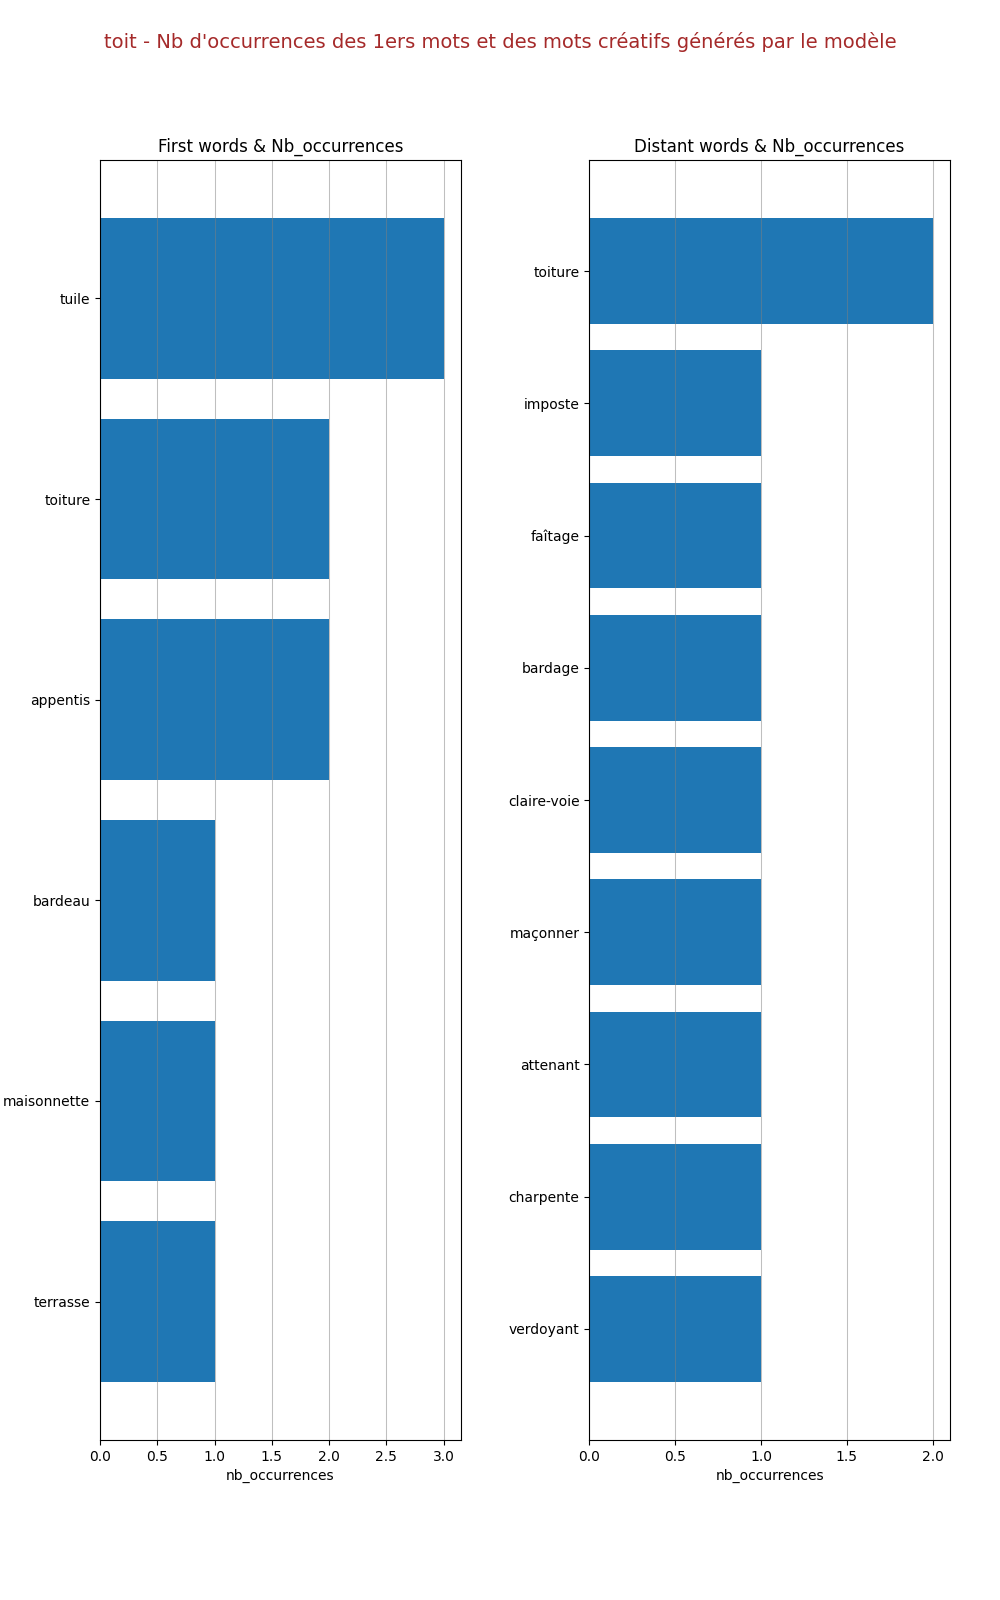 toit - Nb d'occurrences des 1ers mots et des mots créatifs générés par le modèle
First words & Nb_occurrences
tuile
toiture
appentis
bardeau
maisonnette
terrasse
0.0 0.5 1.0 1.5 2.0 2.5 3.0
nb_occurrences
Distant words & Nb_occurrences
toiture
imposte
faîtage
bardage
claire-voie
maçonner
attenant
charpente
verdoyant
0.0 0.5 1.0 1.5 2.0
nb_occurrences